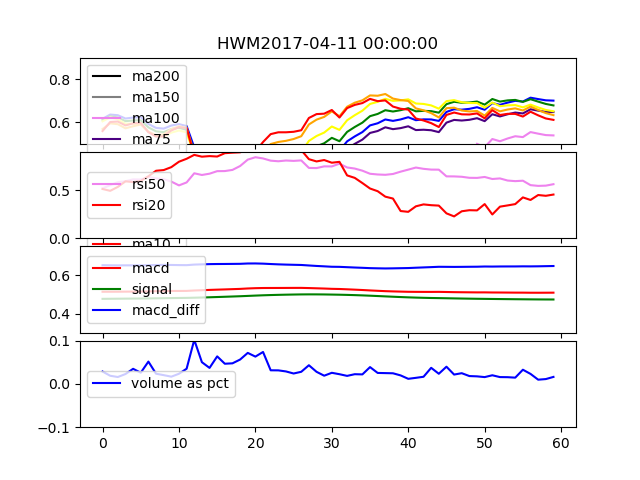 HWM2017-04-11 00:00:00
0.8
0.6
ma200
ma150
ma100
ma75
0.5
0.0
rsi50
rsi20
ma10
0.6
0.4
macd
signal
macd_diff
0.1
0.0
−0.1
volume as pct
0 10 20 30 40 50 60